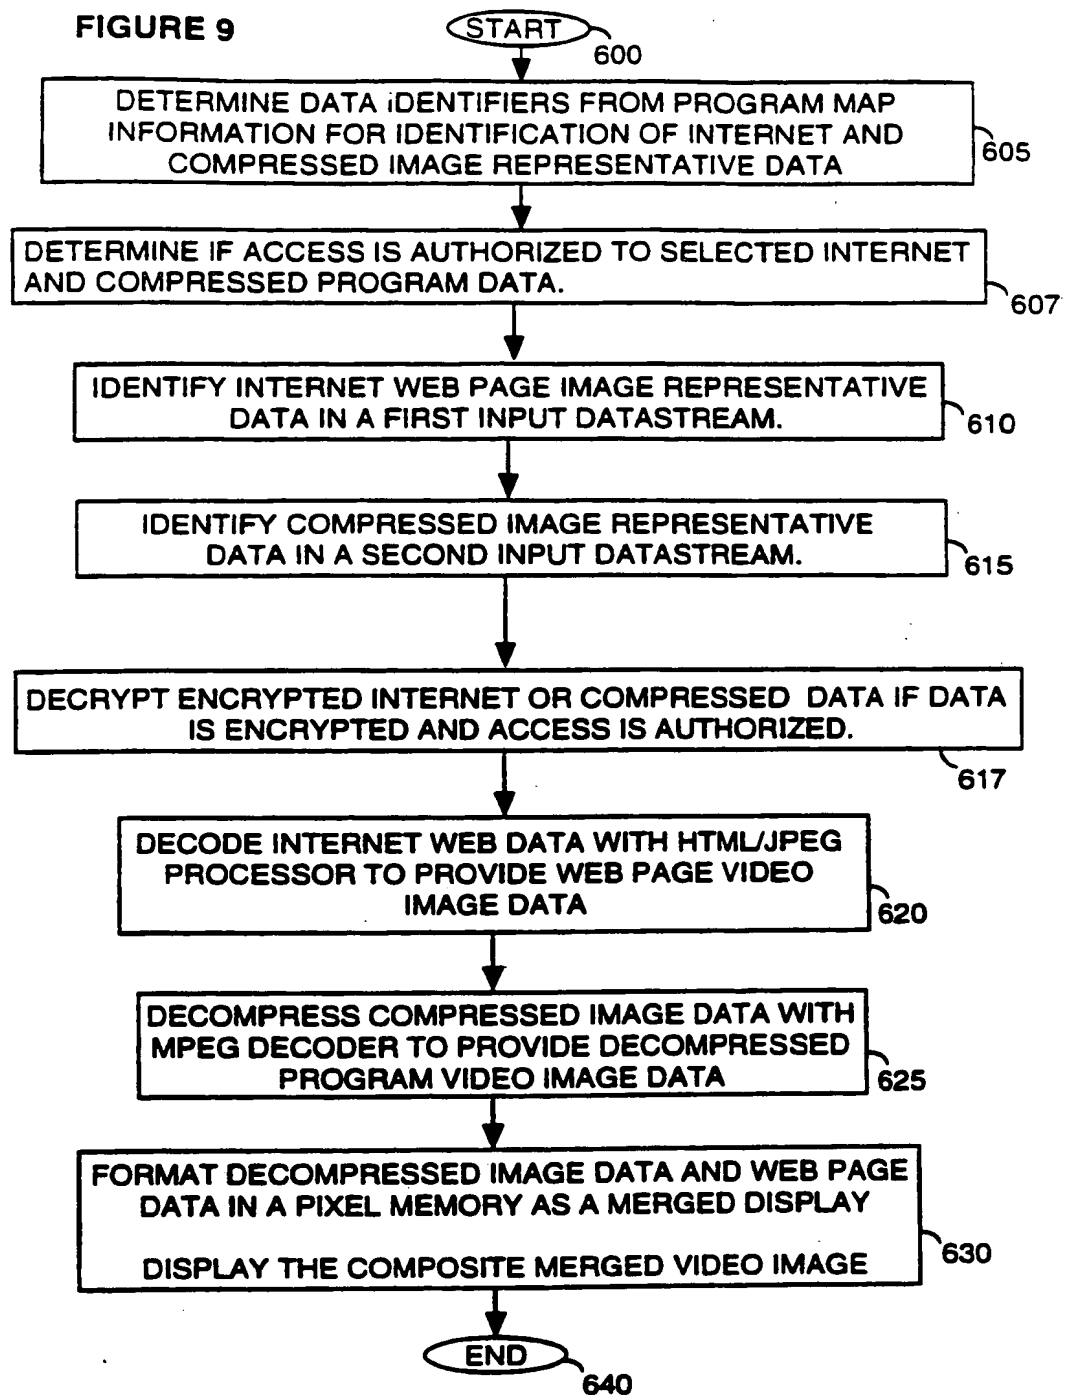 FIGURE 9
START
600
DETERMINE DATA iDENTIFIERS FROM PROGRAM MAP
INFORMATION FOR IDENTIFICATION OF INTERNET AND
COMPRESSED IMAGE REPRESENTATIVE DATA
605
DETERMINE IF ACCESS IS AUTHORIZED TO SELECTED INTERNET
AND COMPRESSED PROGRAM DATA.
607
IDENTIFY INTERNET WEB PAGE IMAGE REPRESENTATIVE
DATA IN A FIRST INPUT DATASTREAM.
610
IDENTIFY COMPRESSED IMAGE REPRESENTATIVE
DATA IN A SECOND INPUT DATASTREAM.
615
DECRYPT ENCRYPTED INTERNET OR COMPRESSED DATA IF DATA
IS ENCRYPTED AND ACCESS IS AUTHORIZED.
617
DECODE INTERNET WEB DATA WITH HTML/JPEG
PROCESSOR TO PROVIDE WEB PAGE VIDEO
IMAGE DATA
620
DECOMPRESS COMPRESSED IMAGE DATA WITH
MPEG DECODER TO PROVIDE DECOMPRESSED
PROGRAM VIDEO IMAGE DATA
625
FORMAT DECOMPRESSED IMAGE DATA AND WEB PAGE
DATA IN A PIXEL MEMORY AS A MERGED DISPLAY
DISPLAY THE COMPOSITE MERGED VIDEO IMAGE
630
END
640